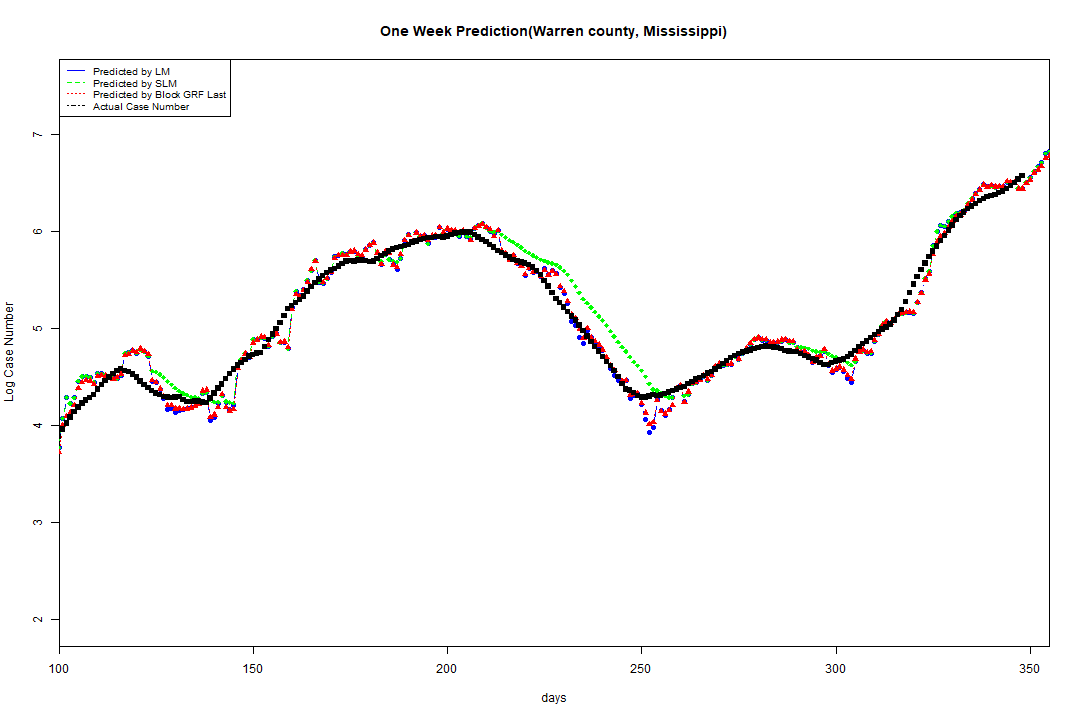 One Week Prediction(Warren county, Mississippi)
Predicted by LM
Predicted by SLM
Predicted by Block GRF Last
Actual Case Number
7
6
5
4
3
2
Log Case Number
100 150 200 250 300 350
days